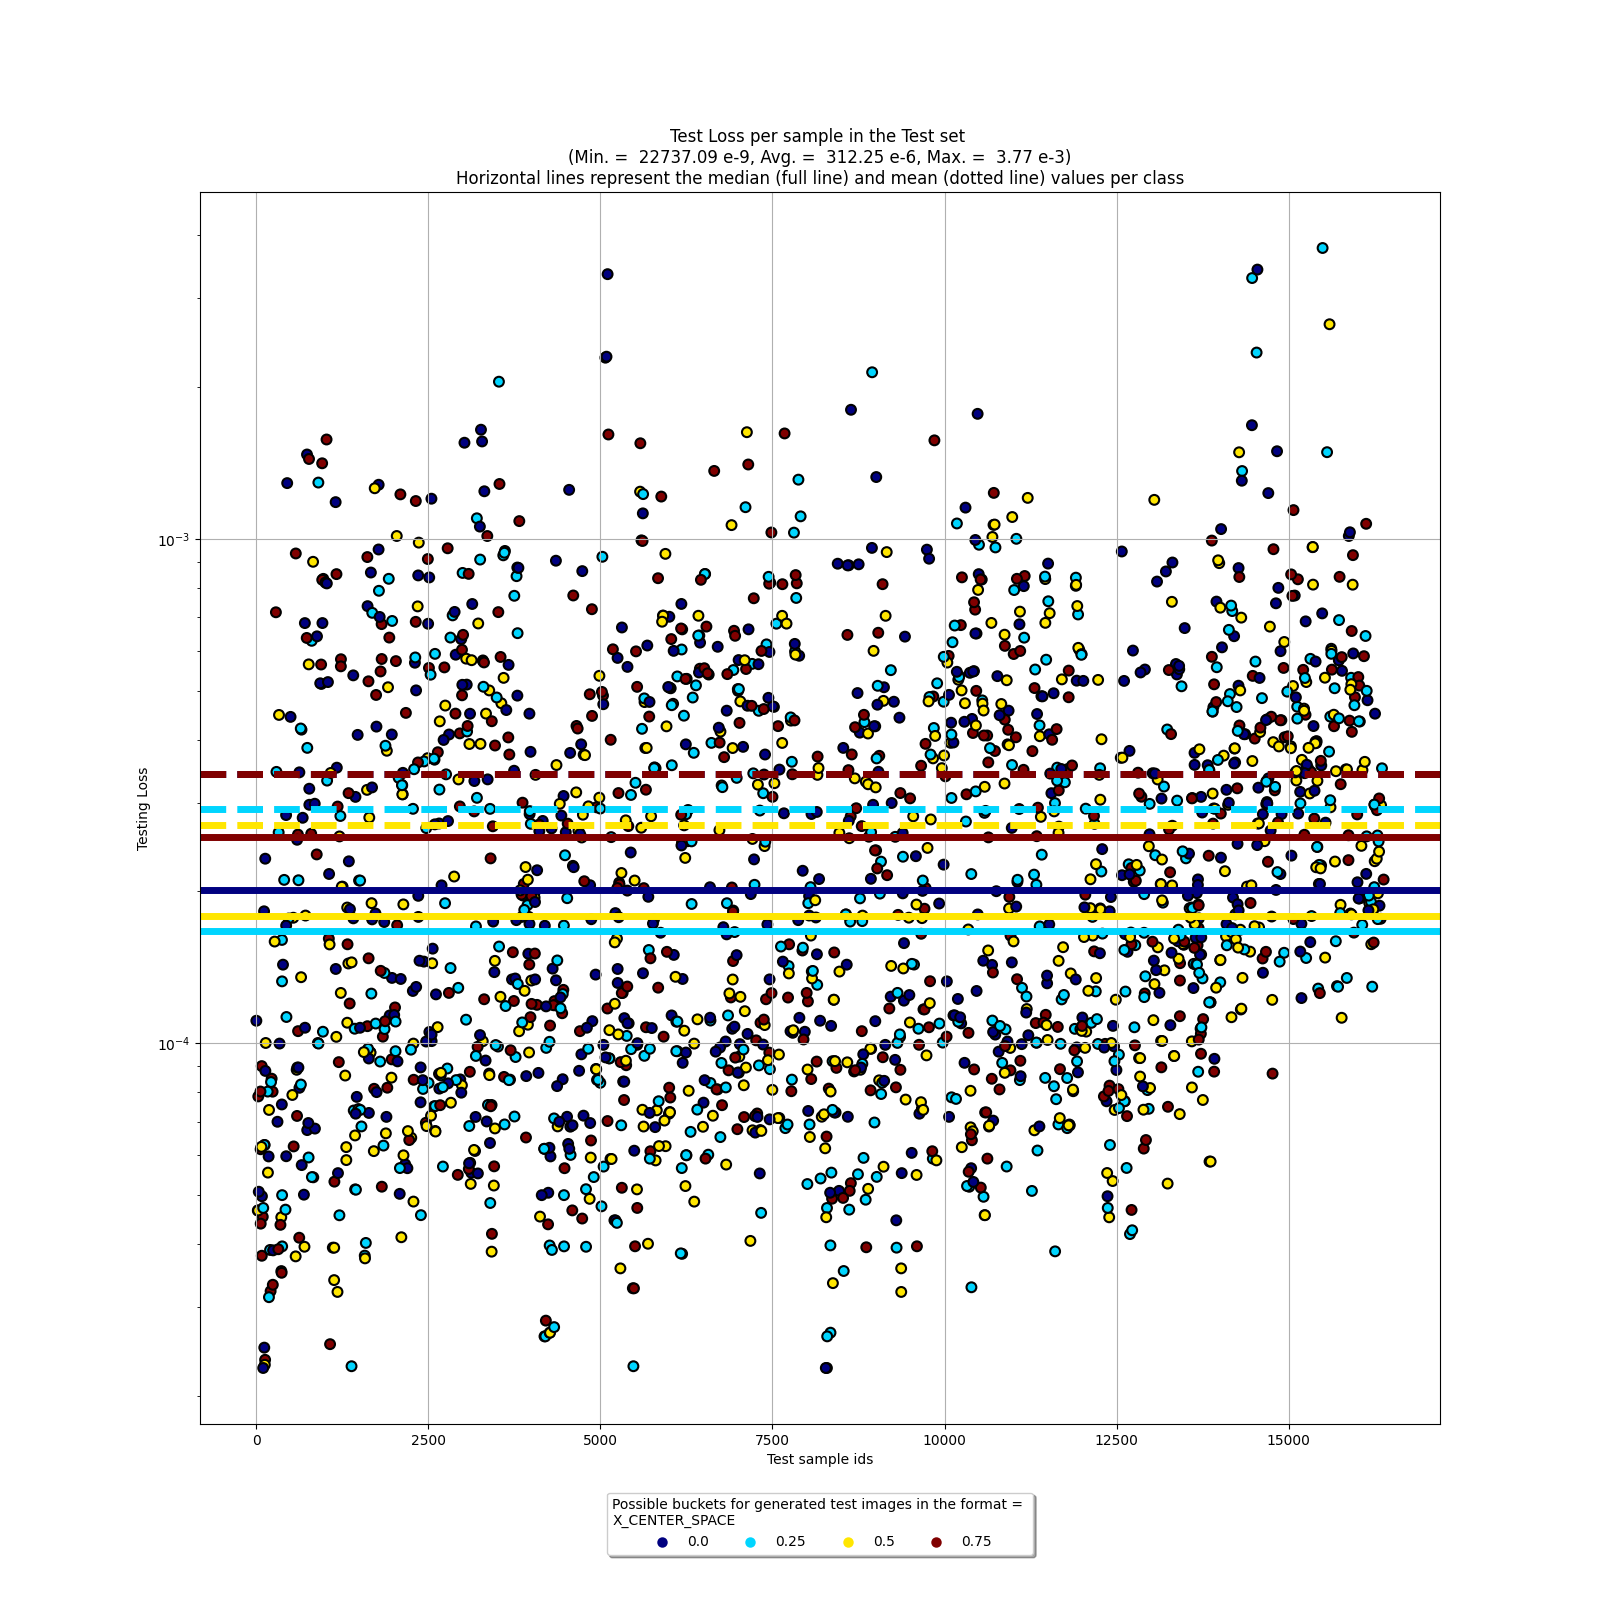 Test Loss per sample in the Test set
(Min. =  22737.09 e-9, Avg. =  312.25 e-6, Max. =  3.77 e-3)
Horizontal lines represent the median (full line) and mean (dotted line) values per class
Testing Loss
10⁻³
10⁻⁴
0 2500 5000 7500 10000 12500 15000
Test sample ids
Possible buckets for generated test images in the format =
X_CENTER_SPACE
0.0 0.25 0.5 0.75